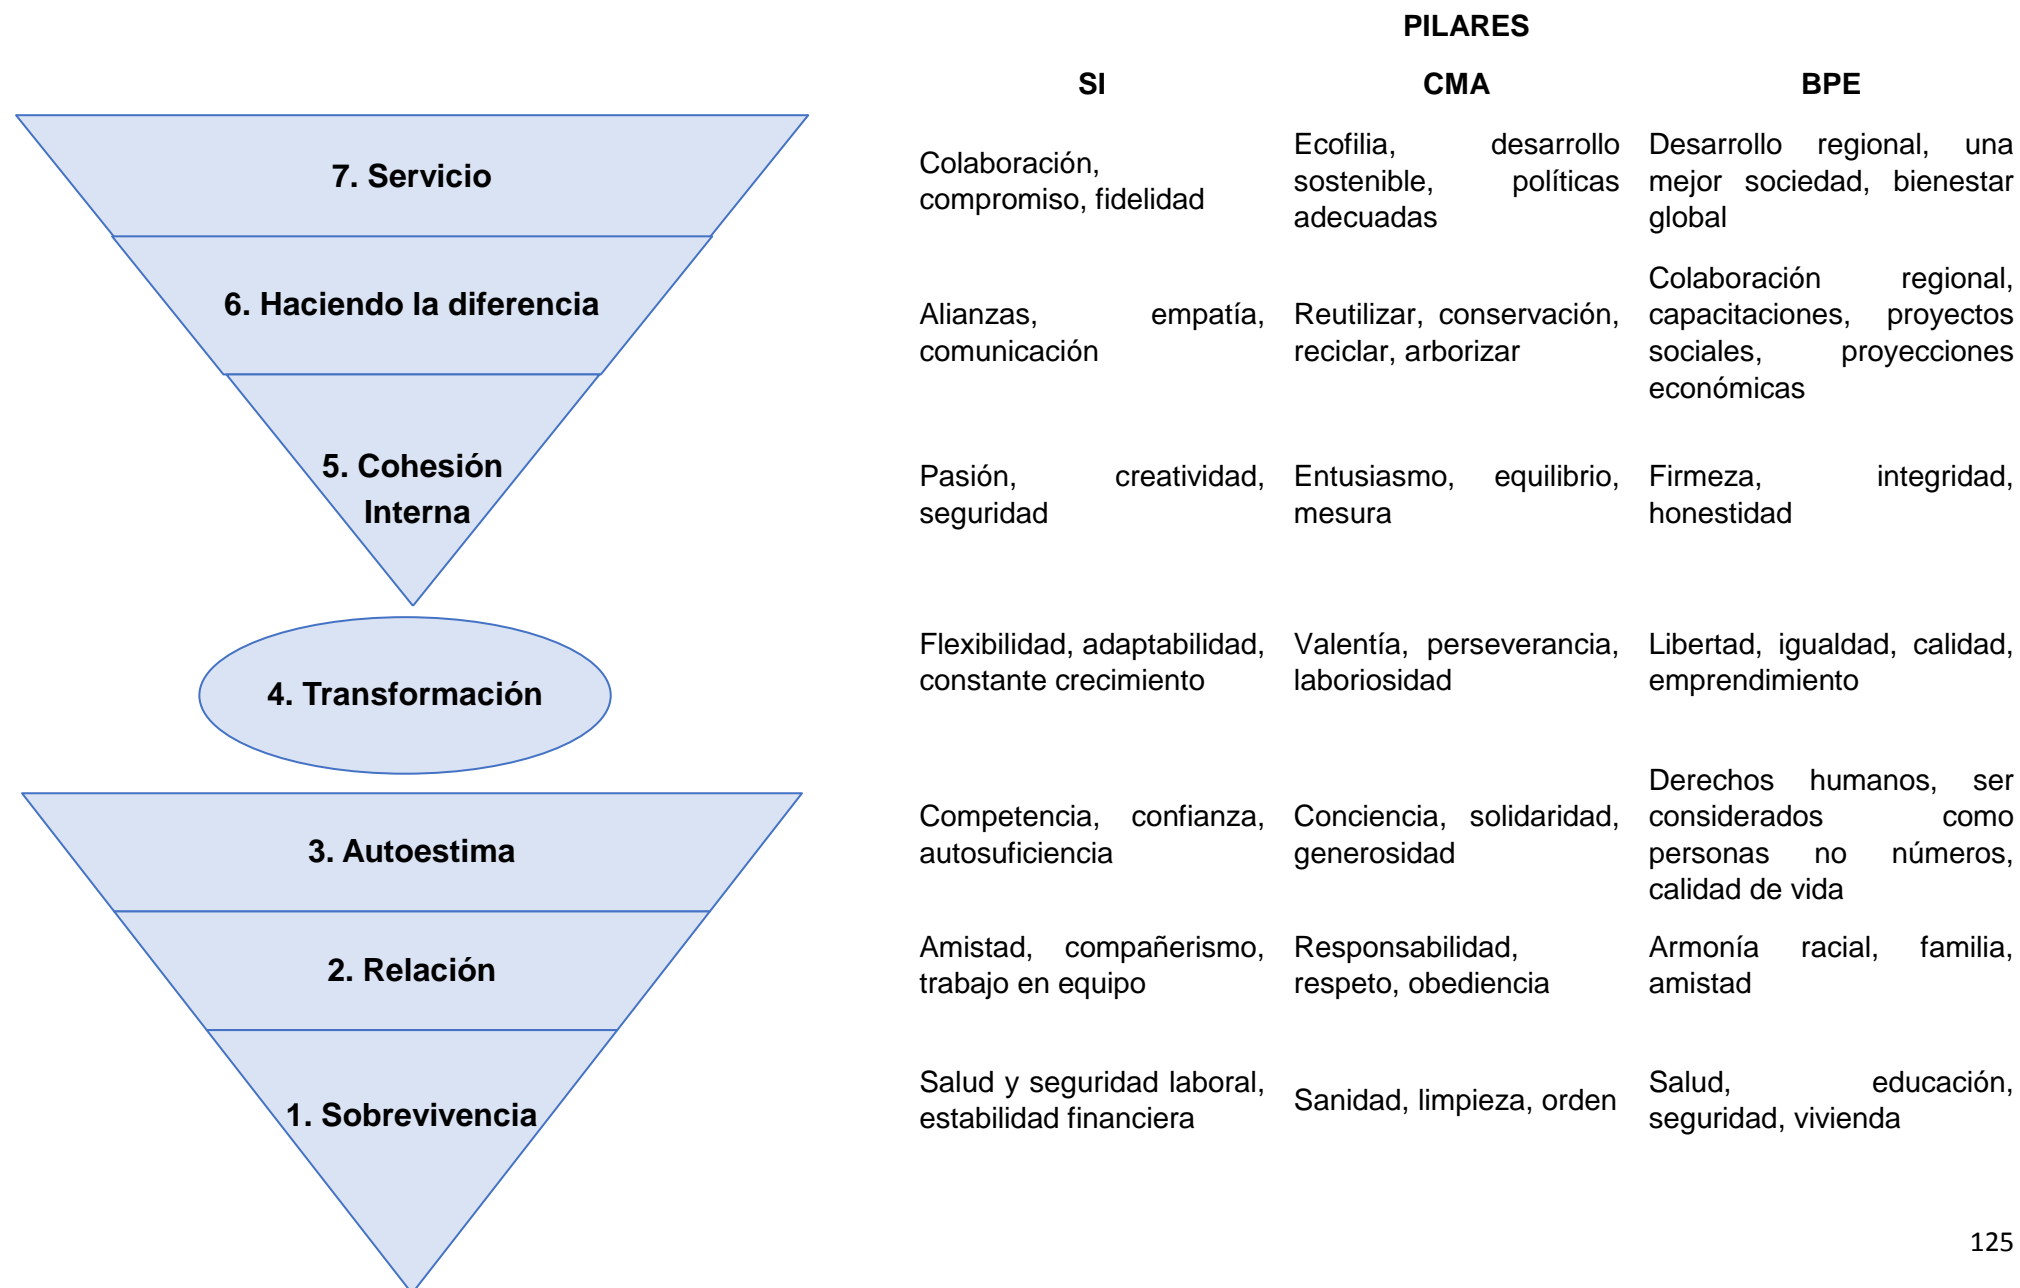 PILARES
SI CMA BPE
7. Servicio
Colaboración,
compromiso, fidelidad
Ecofilia, desarrollo
sostenible, políticas
adecuadas
Desarrollo regional, una
mejor sociedad, bienestar
global
6. Haciendo la diferencia
Alianzas, empatía,
comunicación
Reutilizar, conservación,
reciclar, arborizar
Colaboración regional,
capacitaciones, proyectos
sociales, proyecciones
económicas
5. Cohesión
Interna
Pasión, creatividad,
seguridad
Entusiasmo, equilibrio,
mesura
Firmeza, integridad,
honestidad
4. Transformación
Flexibilidad, adaptabilidad,
constante crecimiento
Valentía, perseverancia,
laboriosidad
Libertad, igualdad, calidad,
emprendimiento
3. Autoestima
Competencia, confianza,
autosuficiencia
Conciencia, solidaridad,
generosidad
Derechos humanos, ser
considerados como
personas no números,
calidad de vida
2. Relación
Amistad, compañerismo,
trabajo en equipo
Responsabilidad,
respeto, obediencia
Armonía racial, familia,
amistad
1. Sobrevivencia
Salud y seguridad laboral,
estabilidad financiera
Sanidad, limpieza, orden
Salud, educación,
seguridad, vivienda
125